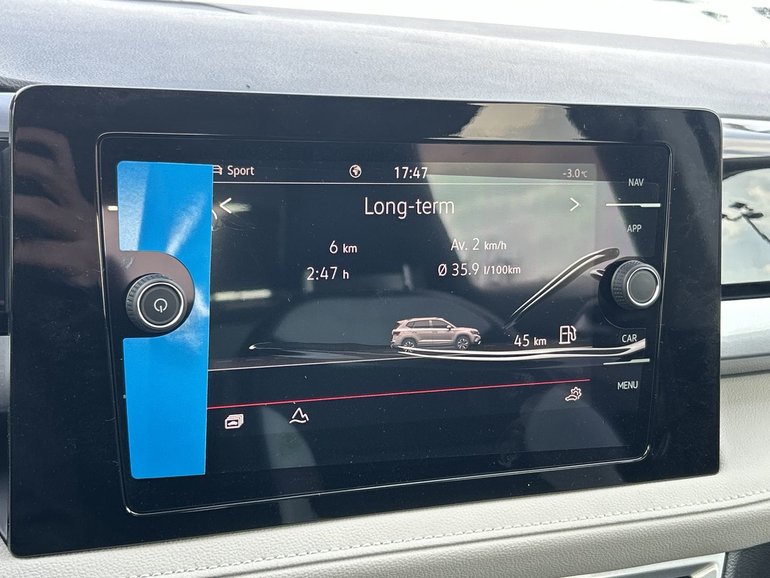 Sport 17:47 -3.0°C
NAV
Long-term
APP
6 km Av. 2 km/h
2:47 h Ø 35.9 l/100km
45 km
CAR
MENU